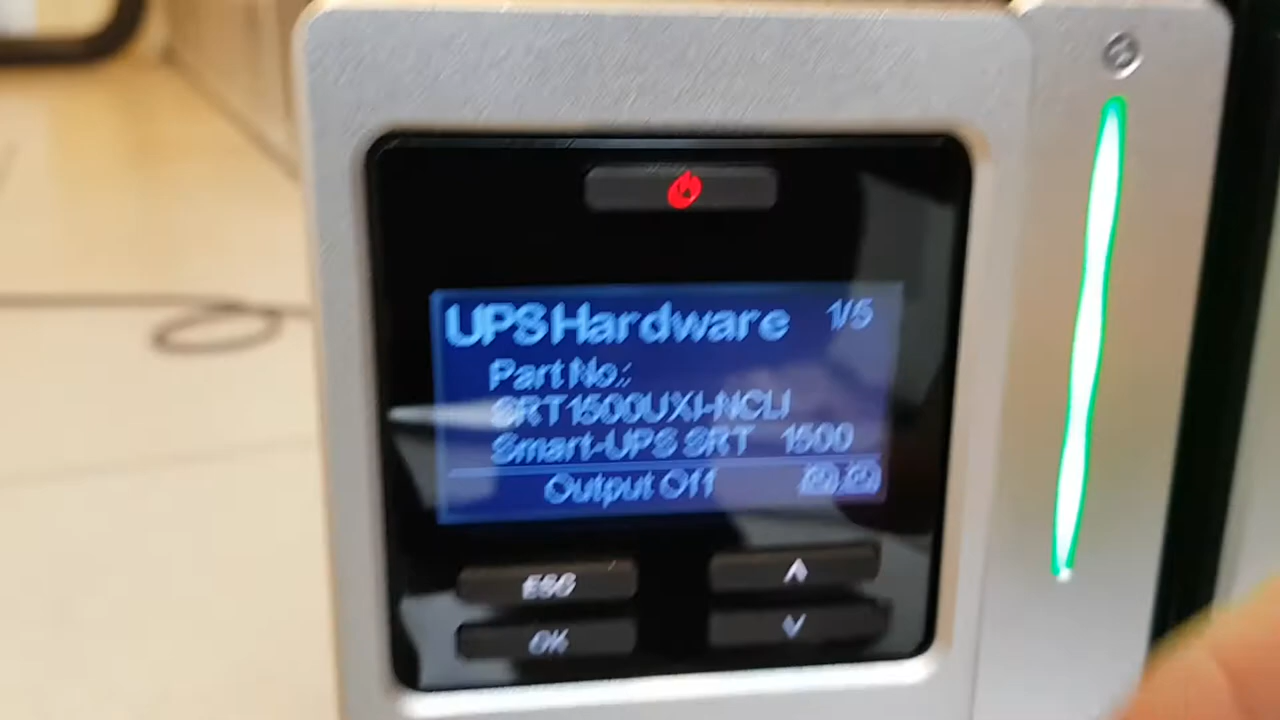 UPS Hardware 1/5
Part No.:
SRT1500UXI-NCLI
Smart-UPS SRT 1500
Output Off
ESC
OK